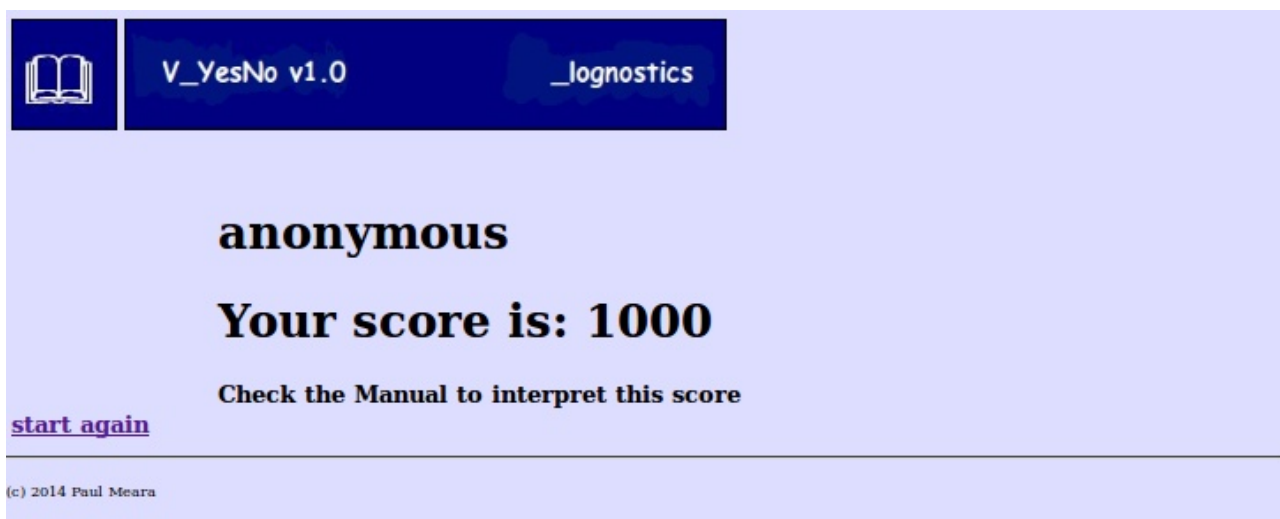 V_YesNo v1.0 _lognostics
anonymous
Your score is: 1000
Check the Manual to interpret this score
start again
(c) 2014 Paul Meara